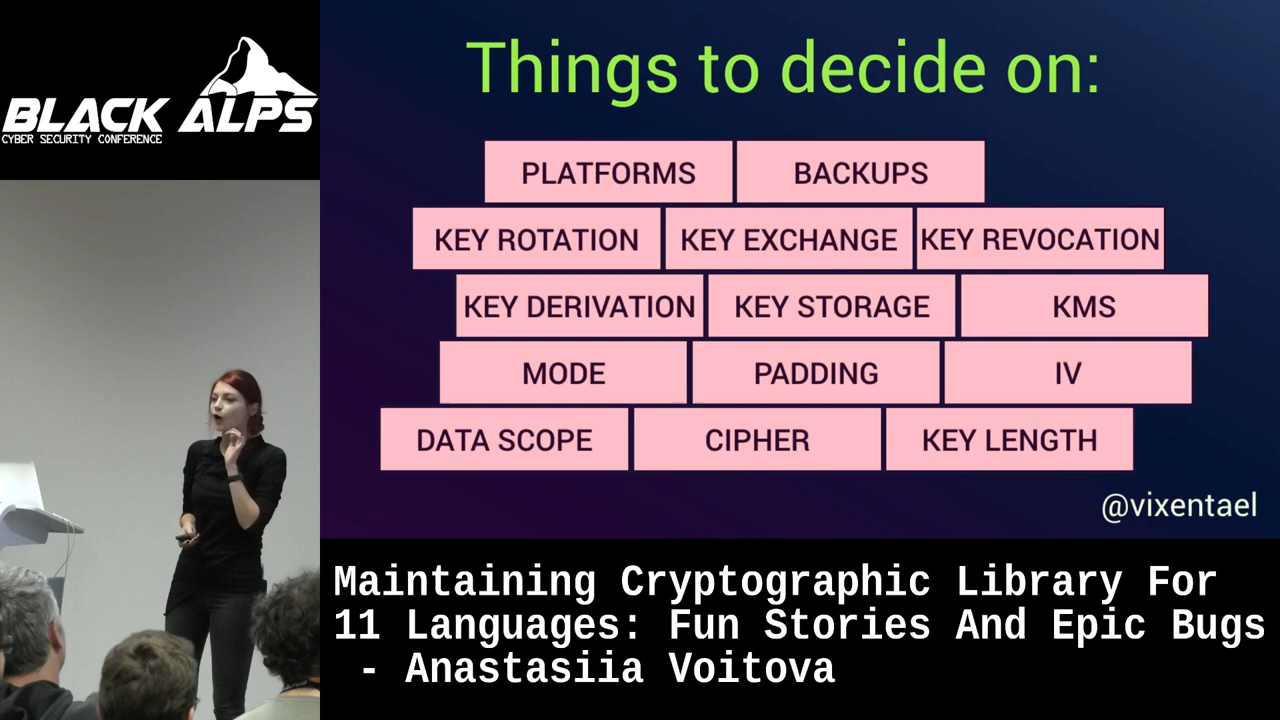 BLACK ALPS
CYBER SECURITY CONFERENCE
Things to decide on:
PLATFORMS BACKUPS
KEY ROTATION KEY EXCHANGE KEY REVOCATION
KEY DERIVATION KEY STORAGE KMS
MODE PADDING IV
DATA SCOPE CIPHER KEY LENGTH
@vixentael
Maintaining Cryptographic Library For
11 Languages: Fun Stories And Epic Bugs
- Anastasiia Voitova